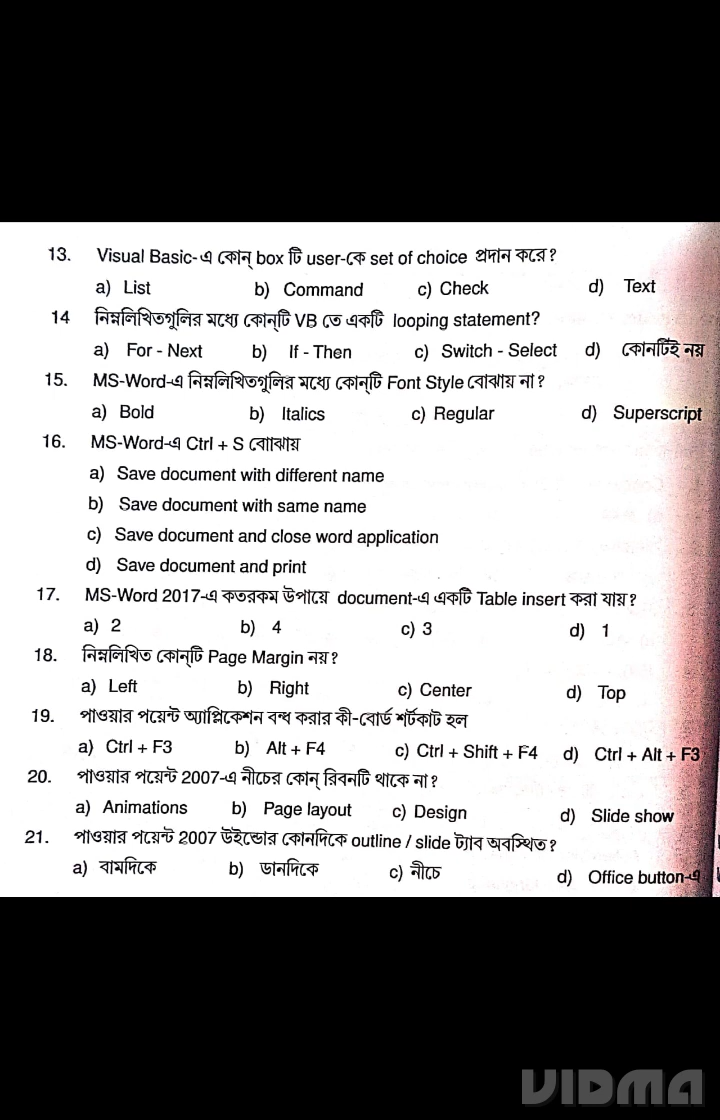 13. Visual Basic-এ কোন্ box টি user-কে set of choice প্রদান করে?
a) List b) Command c) Check d) Text
14 নিম্নলিখিতগুলির মধ্যে কোন্‌টি VB তে একটি looping statement?
a) For - Next b) If - Then c) Switch - Select d) কোনটিই নয়
15. MS-Word-এ নিম্নলিখিতগুলির মধ্যে কোন্‌টি Font Style বোঝায় না?
a) Bold b) Italics c) Regular d) Superscript
16. MS-Word-এ Ctrl + S বোঝায়
a) Save document with different name
b) Save document with same name
c) Save document and close word application
d) Save document and print
17. MS-Word 2017-এ কতরকম উপায়ে document-এ একটি Table insert করা যায়?
a) 2 b) 4 c) 3 d) 1
18. নিম্নলিখিত কোন্‌টি Page Margin নয়?
a) Left b) Right c) Center d) Top
19. পাওয়ার পয়েন্ট অ্যাপ্লিকেশন বন্ধ করার কী-বোর্ড শর্টকাট হল
a) Ctrl + F3 b) Alt + F4 c) Ctrl + Shift + F4 d) Ctrl + Alt + F3
20. পাওয়ার পয়েন্ট 2007-এ নীচের কোন্ রিবনটি থাকে না?
a) Animations b) Page layout c) Design d) Slide show
21. পাওয়ার পয়েন্ট 2007 উইন্ডোর কোনদিকে outline / slide ট্যাব অবস্থিত?
a) বামদিকে b) ডানদিকে c) নীচে d) Office button-এ
VIDMA